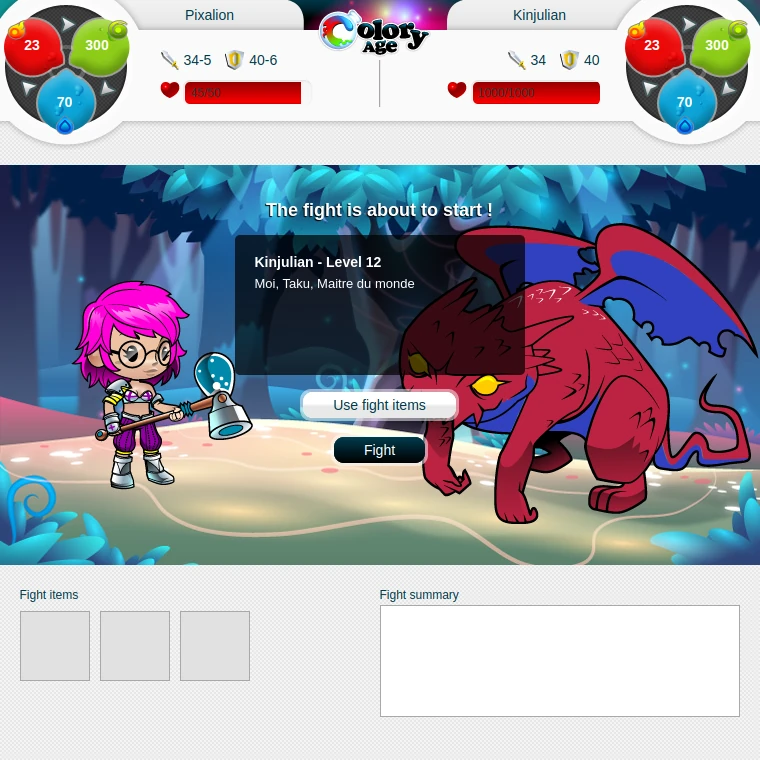 Pixalion
Colory
Age
Kinjulian
23
300
70
34-5
40-6
45/50
34
40
1000/1000
23
300
70
The fight is about to start !
Kinjulian - Level 12
Moi, Taku, Maitre du monde
Use fight items
Fight
Fight items
Fight summary